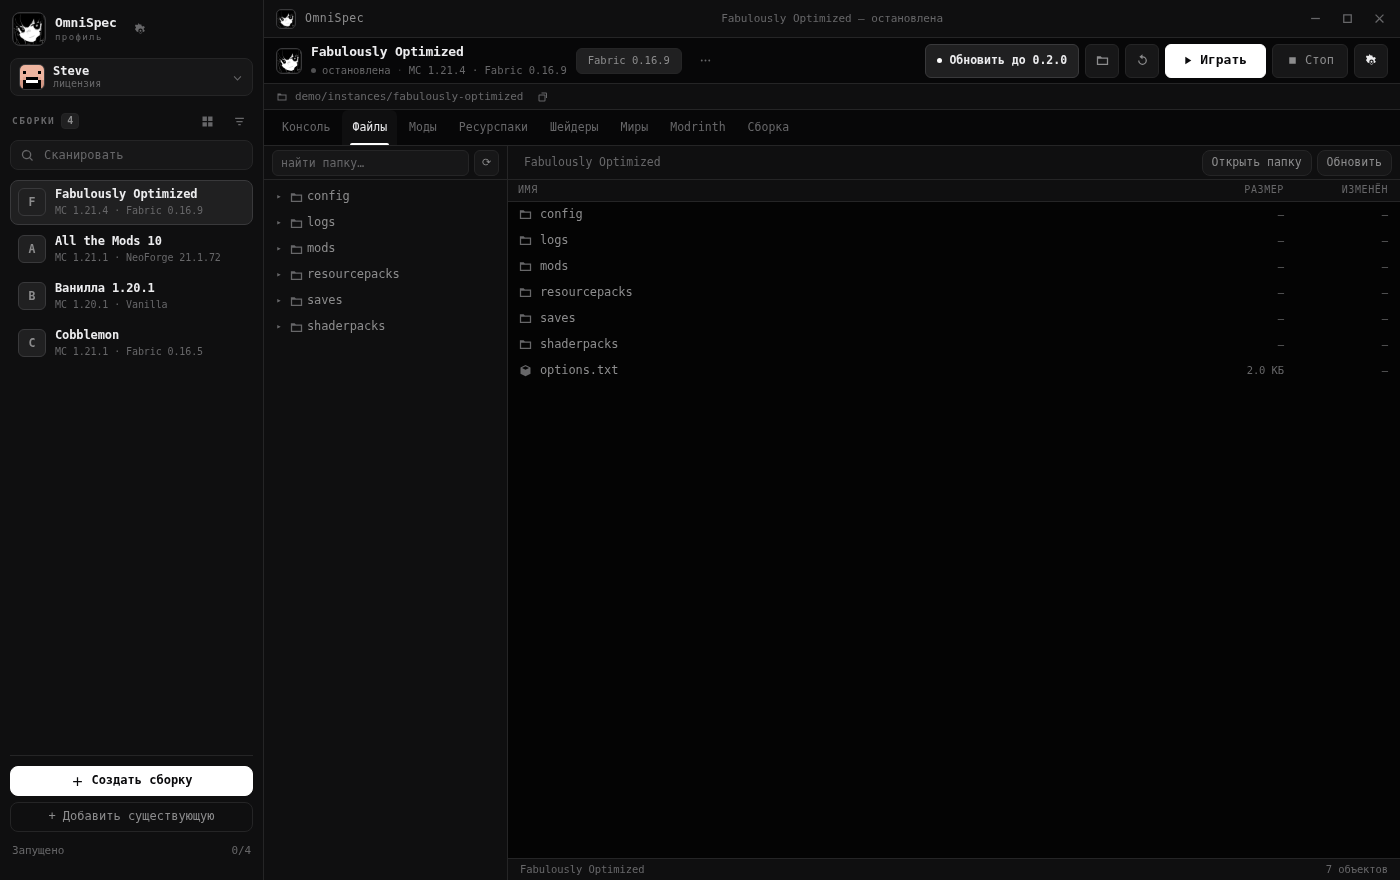 OmniSpec
профиль
Steve
лицензия
СБОРКИ 4
Сканировать
F
Fabulously Optimized
MC 1.21.4 · Fabric 0.16.9
A
All the Mods 10
MC 1.21.1 · NeoForge 21.1.72
B
Ванилла 1.20.1
MC 1.20.1 · Vanilla
C
Cobblemon
MC 1.21.1 · Fabric 0.16.5
+ Создать сборку
+ Добавить существующую
Запущено 0/4
OmniSpec
Fabulously Optimized — остановлена
Fabulously Optimized
остановлена · MC 1.21.4 · Fabric 0.16.9
Fabric 0.16.9
...
Обновить до 0.2.0
Играть
Стоп
demo/instances/fabulously-optimized
Консоль Файлы Моды Ресурспаки Шейдеры Миры Modrinth Сборка
найти папку…
config
logs
mods
resourcepacks
saves
shaderpacks
Fabulously Optimized
Открыть папку Обновить
ИМЯ РАЗМЕР ИЗМЕНЁН
config — —
logs — —
mods — —
resourcepacks — —
saves — —
shaderpacks — —
options.txt 2.0 КБ —
Fabulously Optimized 7 объектов